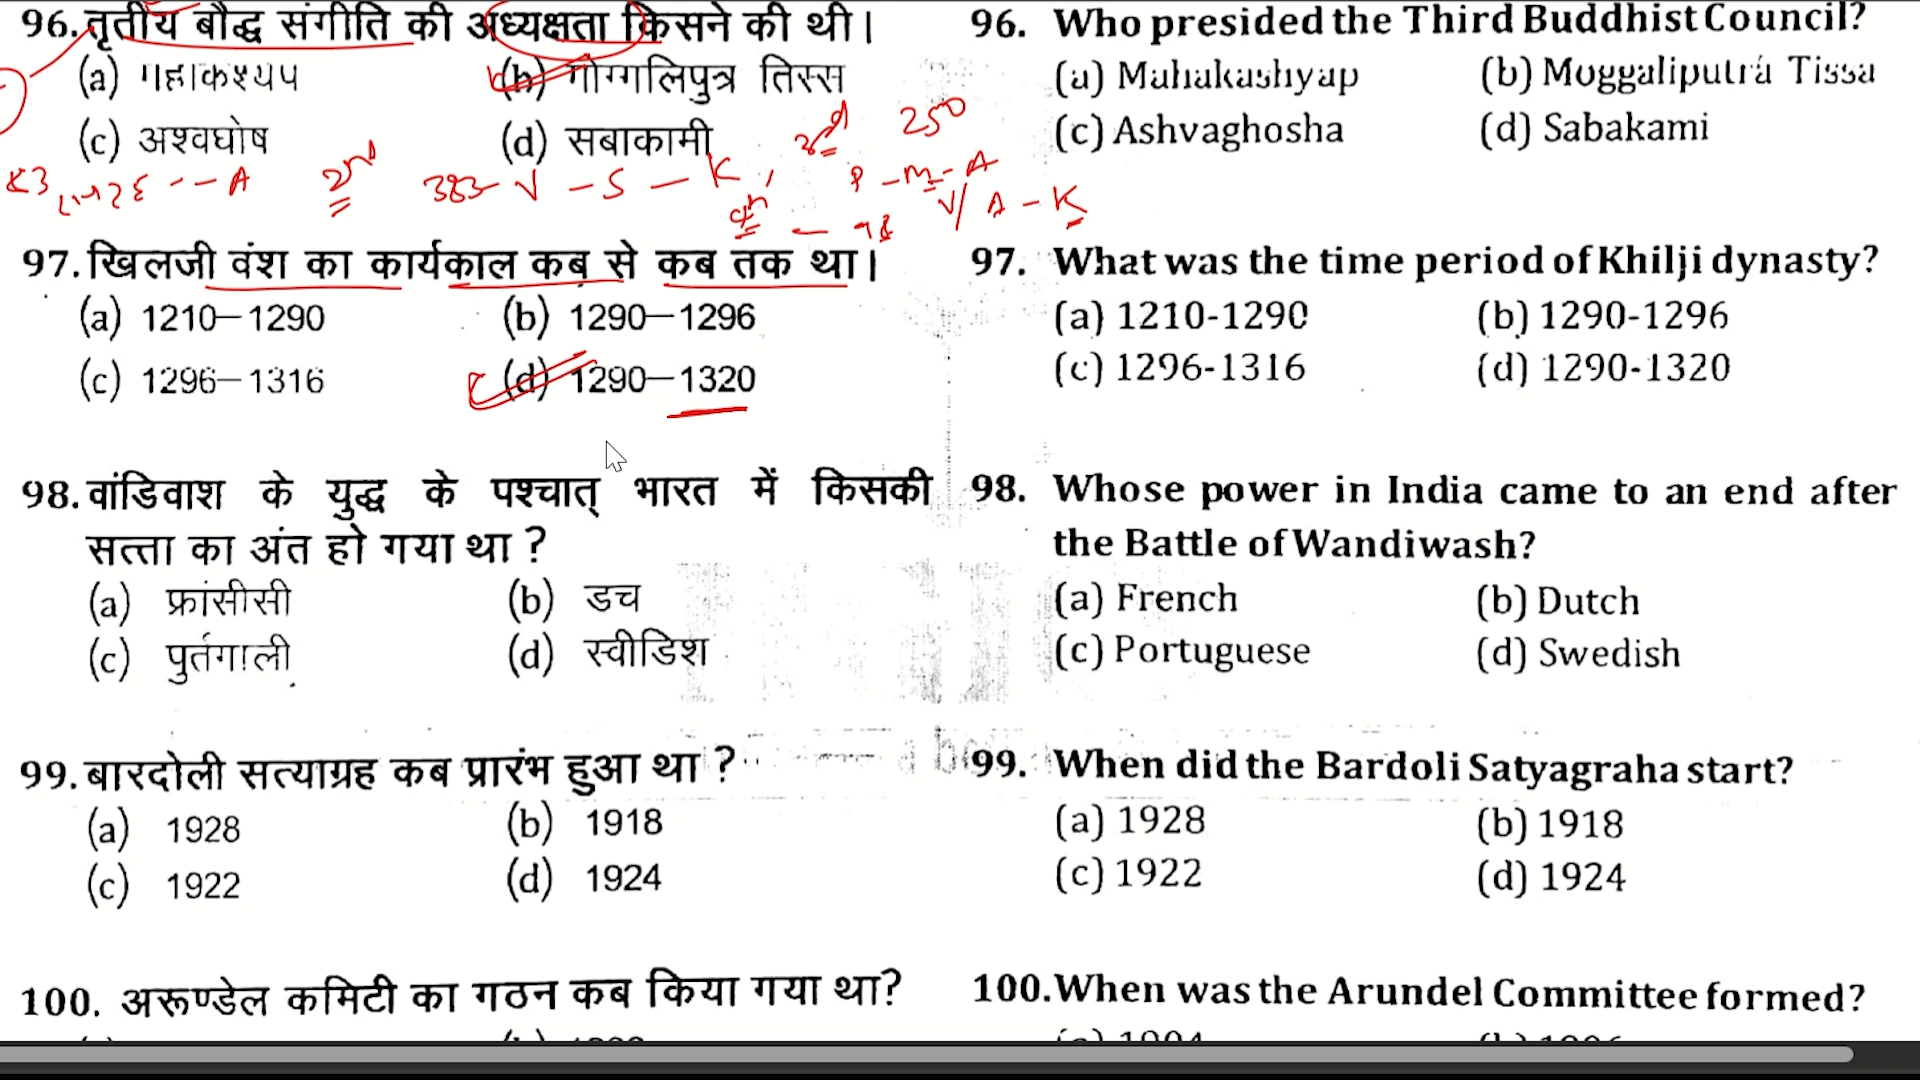 96. तृतीय बौद्ध संगीति की अध्यक्षता किसने की थी।
(a) महाकश्यप (b) मोग्गलिपुत्र तिस्स
(c) अश्वघोष (d) सबाकामी
2nd 383 - V - S - K, 3rd 250
P - M - A
4th - 98 V/A - K
97. खिलजी वंश का कार्यकाल कब से कब तक था।
(a) 1210–1290 (b) 1290–1296
(c) 1296–1316 (d) 1290–1320
98. वांडिवाश के युद्ध के पश्चात् भारत में किसकी
सत्ता का अंत हो गया था ?
(a) फ्रांसीसी (b) डच
(c) पुर्तगाली (d) स्वीडिश
99. बारदोली सत्याग्रह कब प्रारंभ हुआ था ?
(a) 1928 (b) 1918
(c) 1922 (d) 1924
100. अरूण्डेल कमिटी का गठन कब किया गया था?
96. Who presided the Third Buddhist Council?
(a) Mahakashyap (b) Moggaliputra Tissa
(c) Ashvaghosha (d) Sabakami
97. What was the time period of Khilji dynasty?
(a) 1210-1290 (b) 1290-1296
(c) 1296-1316 (d) 1290-1320
98. Whose power in India came to an end after
the Battle of Wandiwash?
(a) French (b) Dutch
(c) Portuguese (d) Swedish
99. When did the Bardoli Satyagraha start?
(a) 1928 (b) 1918
(c) 1922 (d) 1924
100. When was the Arundel Committee formed?